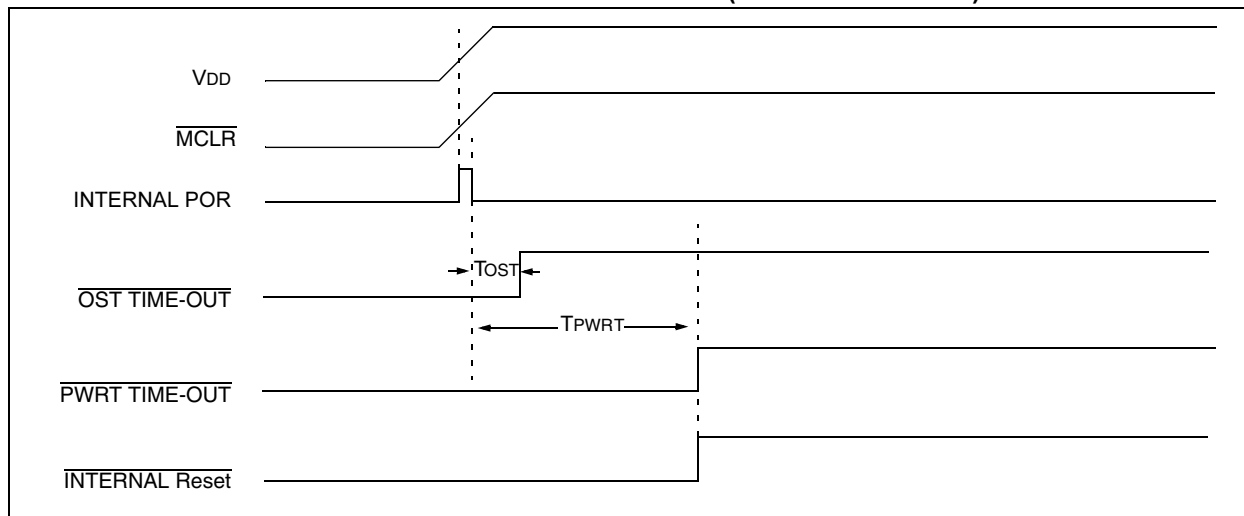 VDD
MCLR
INTERNAL POR
TOST
OST TIME-OUT
TPWRT
PWRT TIME-OUT
INTERNAL Reset